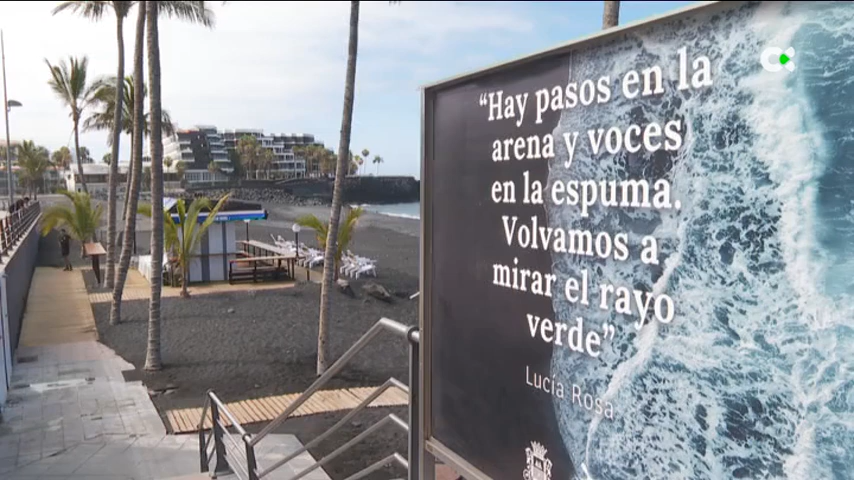 “Hay pasos en la
arena y voces
en la espuma.
Volvamos a
mirar el rayo
verde”
Lucía Rosa